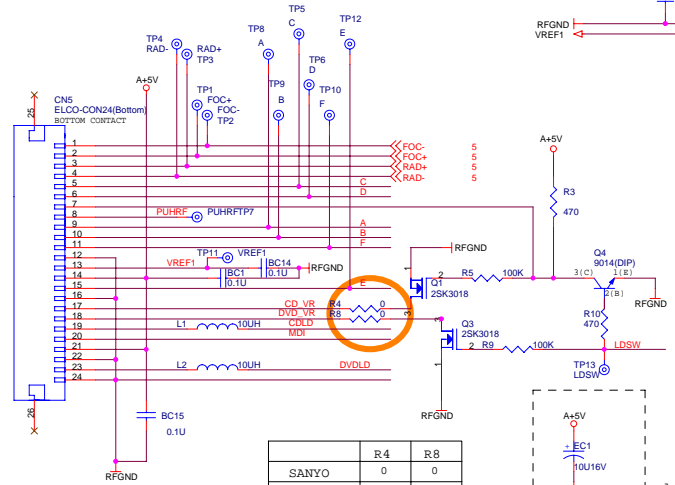 RFGND
VREF1
TP5
C
TP8
A
TP12
E
TP4
RAD-
RAD+
TP3
TP6
D
A+5V
TP9
B
TP10
F
TP1
FOC+
FOC-
TP2
CN5
ELCO-CON24(Bottom)
BOTTOM CONTACT
25
1
2
3
4
5
6
7
8
9
10
11
12
13
14
15
16
17
18
19
20
21
22
23
24
26
FOC- 5
FOC+ 5
RAD+ 5
RAD- 5
C
D
PUHRF
PUHRFTP7
A
B
F
TP11
VREF1
VREF1
BC14
0.1U
RFGND
BC1
0.1U
E
CD_VR
R4
0
DVD_VR
R8
0
L1
10UH
CDLD
MDI
L2
10UH
DVDLD
BC15
0.1U
RFGND
RFGND
1
2
3
Q1
2SK3018
R5
100K
A+5V
R3
470
Q4
9014(DIP)
3(C)
1(E)
2(B)
RFGND
R10
470
3
Q3
2SK3018
2
1
R9
100K
LDSW
TP13
LDSW
RFGND
A+5V
+
EC1
10U16V
R4 R8
SANYO 0 0